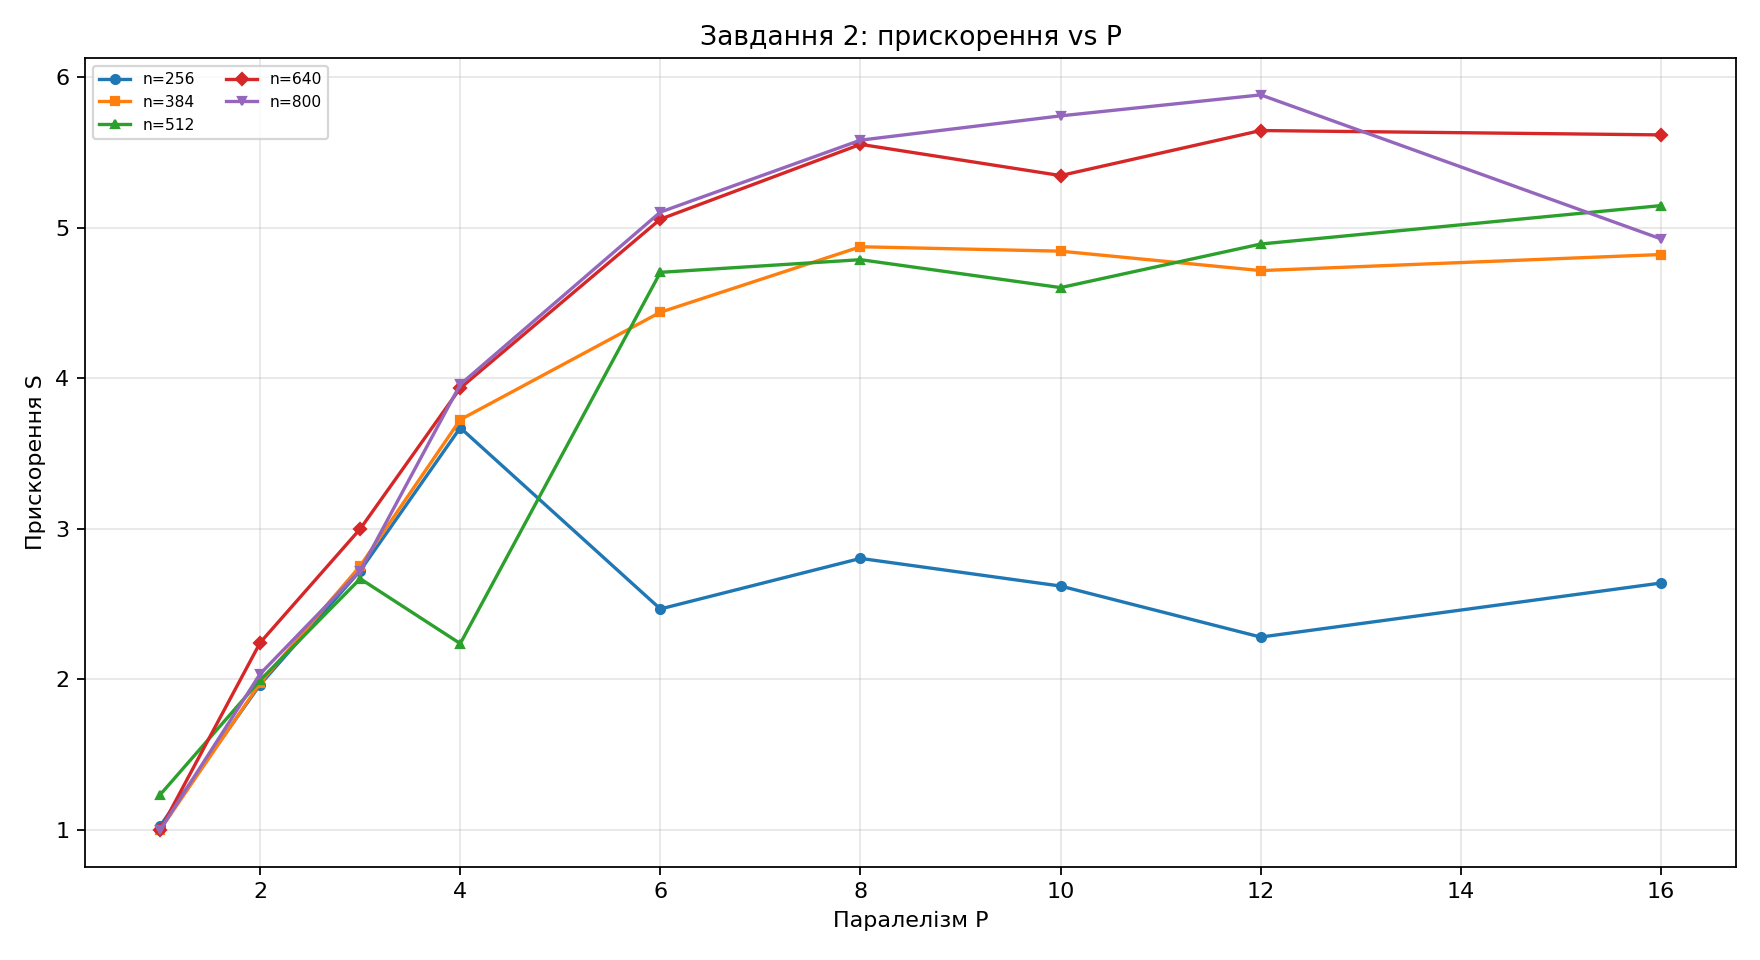 Завдання 2: прискорення vs P
n=256
n=384
n=512
n=640
n=800
Прискорення S
6
5
4
3
2
1
2 4 6 8 10 12 14 16
Паралелізм P